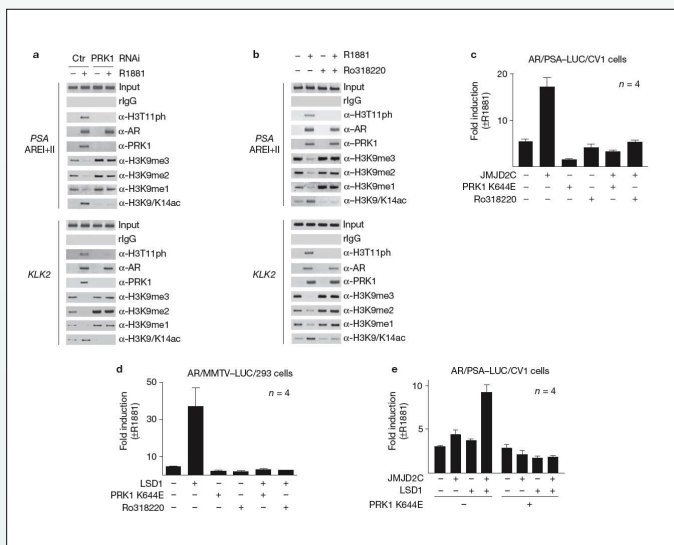 a
Ctr PRK1 RNAi
– + – + R1881
Input
rIgG
α-H3T11ph
α-AR
α-PRK1
α-H3K9me3
α-H3K9me2
α-H3K9me1
α-H3K9/K14ac
PSA
AREI+II
Input
rIgG
α-H3T11ph
α-AR
α-PRK1
α-H3K9me3
α-H3K9me2
α-H3K9me1
α-H3K9/K14ac
KLK2
b
– + – + R1881
– – + + Ro318220
Input
rIgG
α-H3T11ph
α-AR
α-PRK1
α-H3K9me3
α-H3K9me2
α-H3K9me1
α-H3K9/K14ac
PSA
AREI+II
Input
rIgG
α-H3T11ph
α-AR
α-PRK1
α-H3K9me3
α-H3K9me2
α-H3K9me1
α-H3K9/K14ac
KLK2
c
AR/PSA–LUC/CV1 cells
n = 4
Fold induction
(±R1881)
20
10
0
JMJD2C – + – – + +
PRK1 K644E – – + – + –
Ro318220 – – – + – +
d
AR/MMTV–LUC/293 cells
n = 4
Fold induction
(±R1881)
50
30
10
LSD1 – + – – + +
PRK1 K644E – – + – + –
Ro318220 – – – + – +
e
AR/PSA–LUC/CV1 cells
n = 4
Fold induction
(±R1881)
10
5
JMJD2C – + – + – + – +
LSD1 – – + + – – + +
PRK1 K644E – +